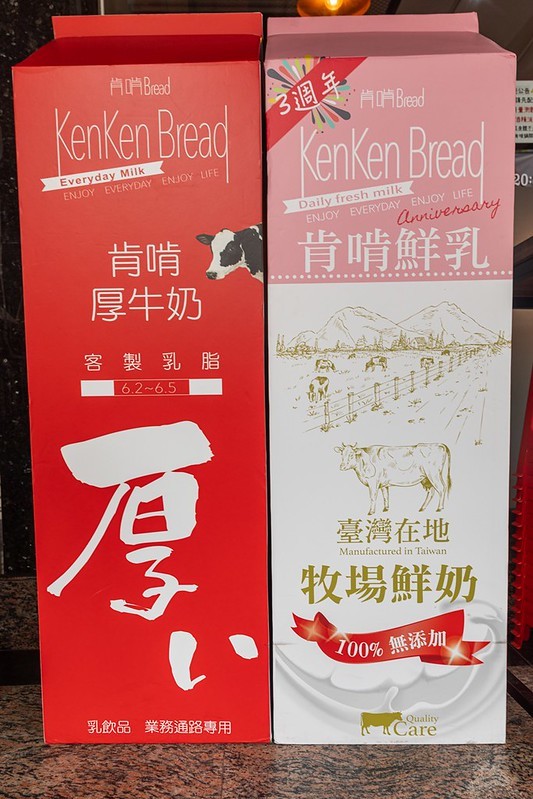 肯啃Bread
KenKen Bread
Everyday Milk
ENJOY EVERYDAY ENJOY LIFE
肯啃
厚牛奶
客製乳脂
6.2~6.5
厚い
乳飲品 業務通路專用
3週年
肯啃Bread
KenKen Bread
Daily fresh milk
ENJOY EVERYDAY ENJOY LIFE
Anniversary
肯啃鮮乳
臺灣在地
Manufactured in Taiwan
牧場鮮奶
100% 無添加
Quality
Care
20: